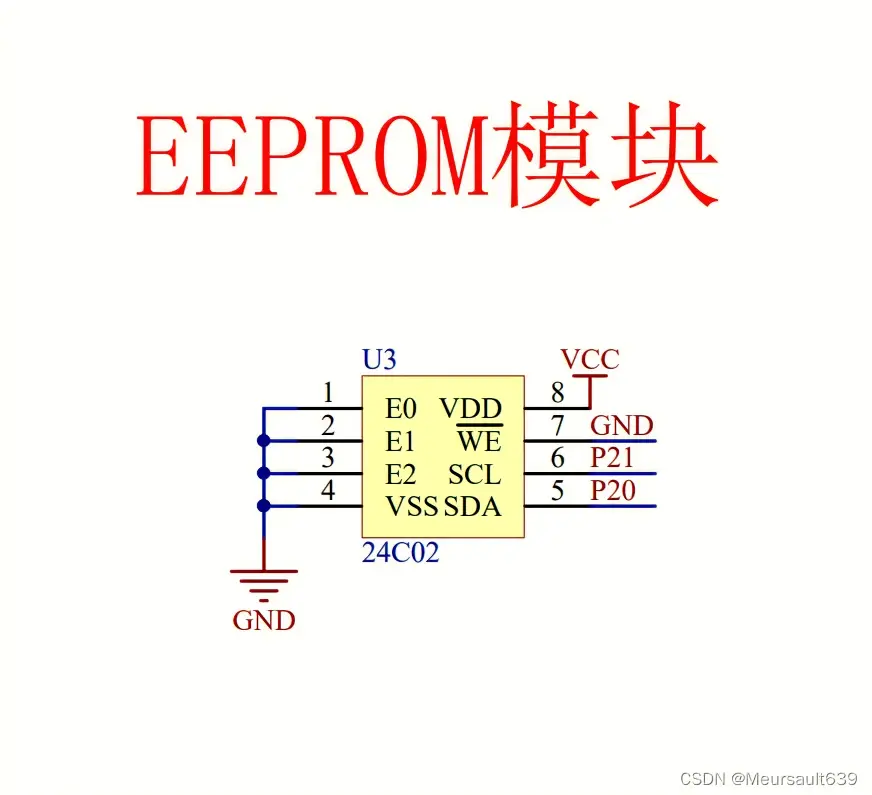 EEPROM模块
U3
VCC
1 E0 VDD 8
2 E1 WE 7 GND
3 E2 SCL 6 P21
4 VSS SDA 5 P20
24C02
GND
CSDN @Meursault639